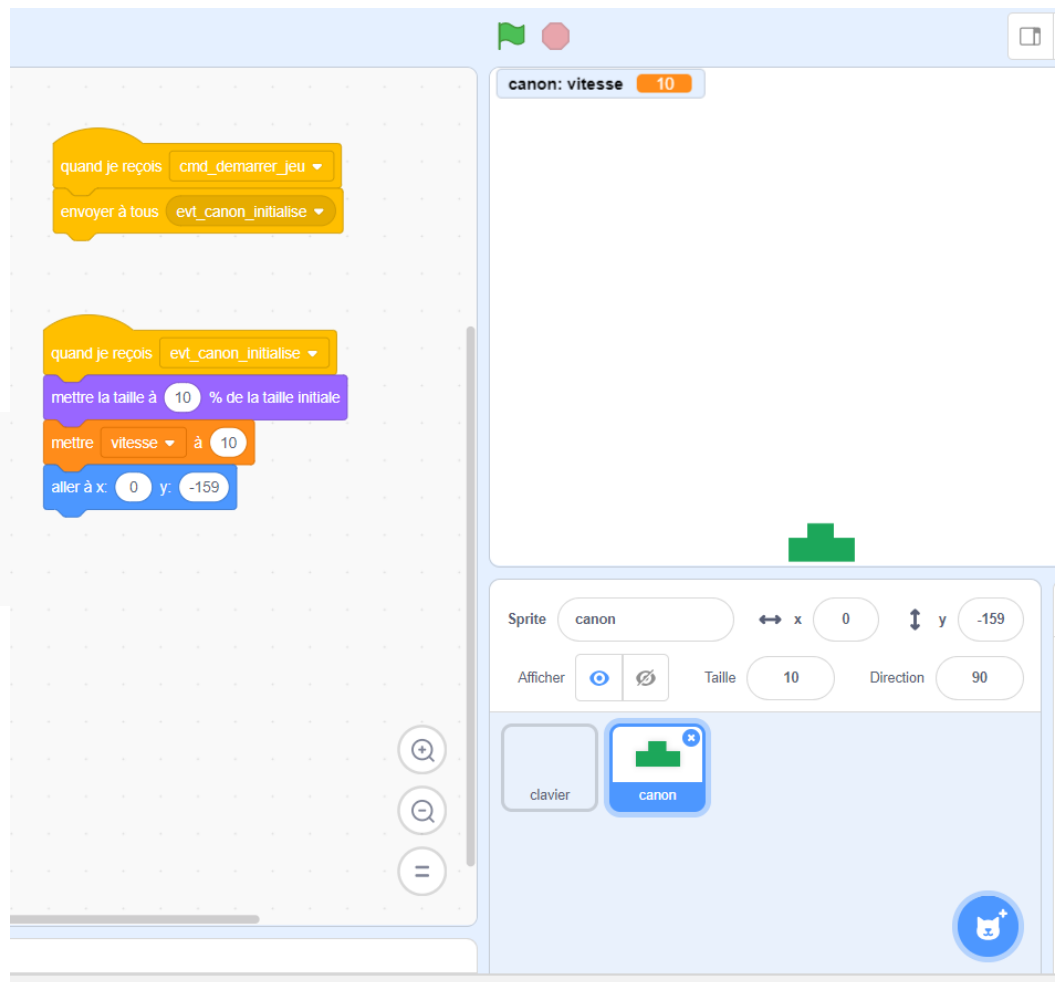 canon: vitesse 10
quand je reçois cmd_demarrer_jeu
envoyer à tous evt_canon_initialise
quand je reçois evt_canon_initialise
mettre la taille à 10 % de la taille initiale
mettre vitesse à 10
aller à x: 0 y: -159
Sprite canon x 0 y -159
Afficher Taille 10 Direction 90
clavier canon